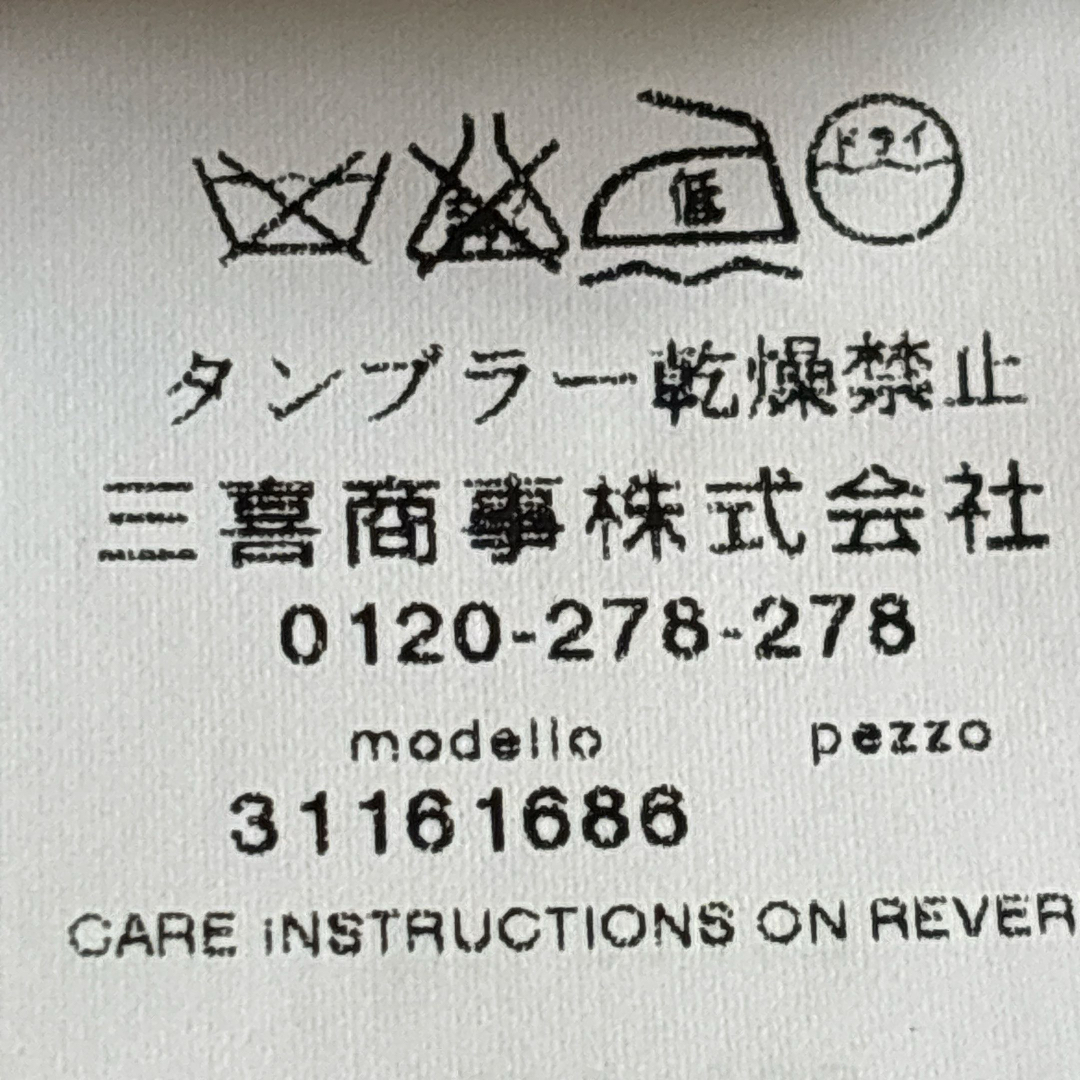 低 ドライ
タンブラー乾燥禁止
三喜商事株式会社
0120-278-278
modello pezzo
31161686
CARE iNSTRUCTIONS ON REVER